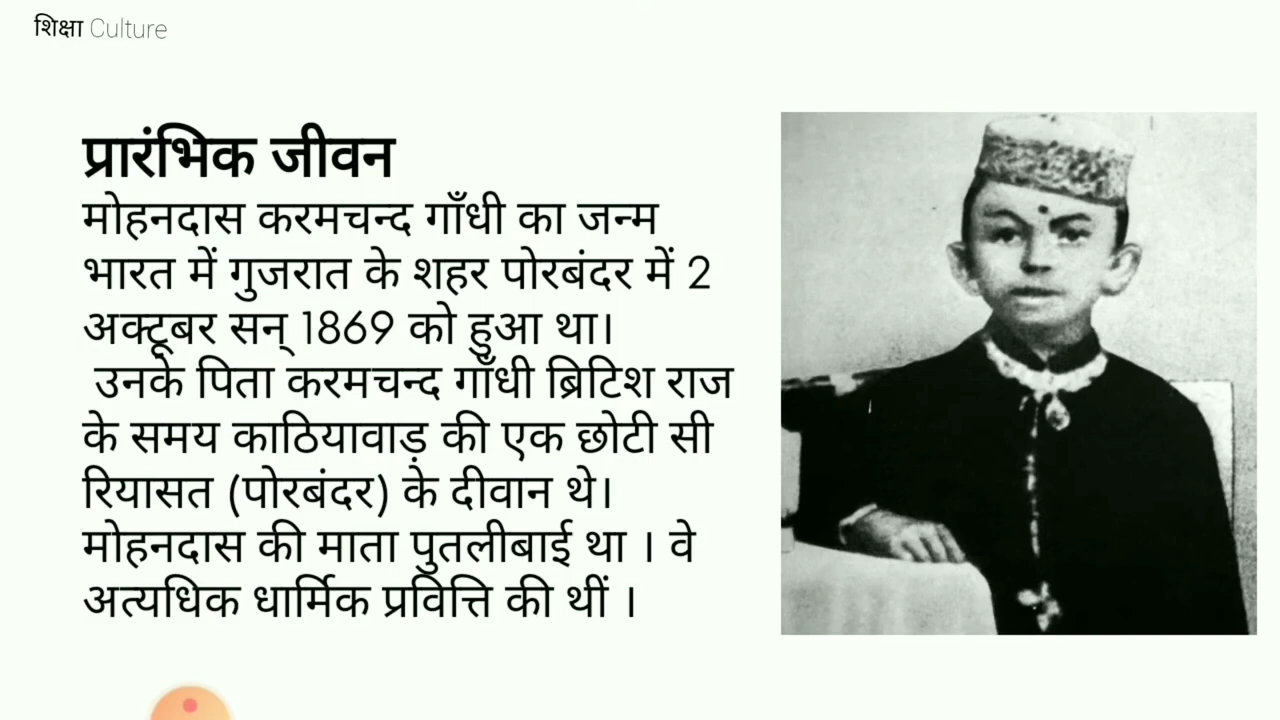 शिक्षा Culture
प्रारंभिक जीवन
मोहनदास करमचन्द गाँधी का जन्म
भारत में गुजरात के शहर पोरबंदर में 2
अक्टूबर सन् 1869 को हुआ था।
उनके पिता करमचन्द गाँधी ब्रिटिश राज
के समय काठियावाड़ की एक छोटी सी
रियासत (पोरबंदर) के दीवान थे।
मोहनदास की माता पुतलीबाई था । वे
अत्यधिक धार्मिक प्रवित्ति की थीं ।